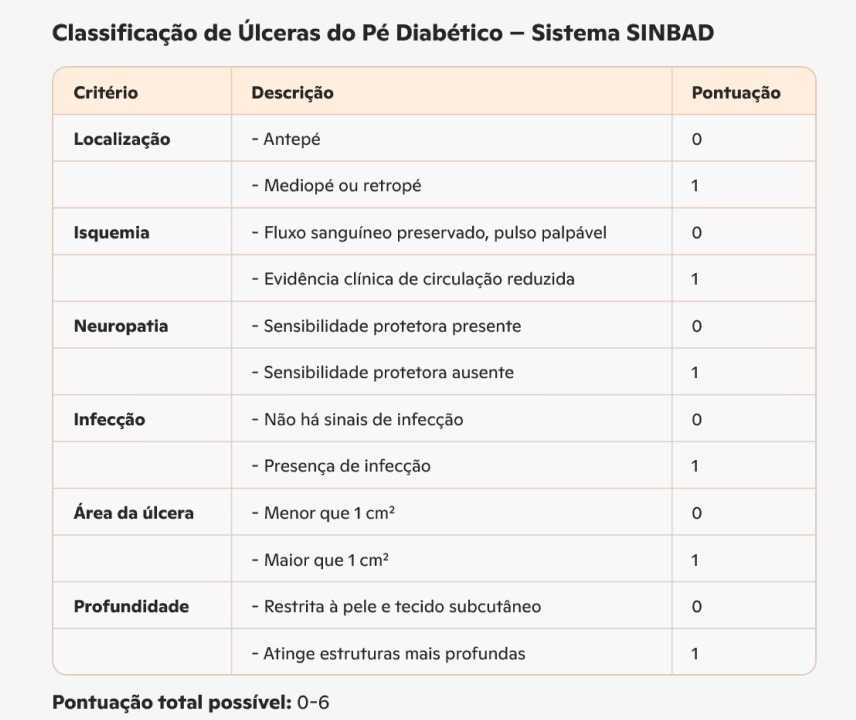 Classificação de Úlceras do Pé Diabético – Sistema SINBAD
Critério Descrição Pontuação
Localização - Antepé 0
- Mediopé ou retropé 1
Isquemia - Fluxo sanguíneo preservado, pulso palpável 0
- Evidência clínica de circulação reduzida 1
Neuropatia - Sensibilidade protetora presente 0
- Sensibilidade protetora ausente 1
Infecção - Não há sinais de infecção 0
- Presença de infecção 1
Área da úlcera - Menor que 1 cm² 0
- Maior que 1 cm² 1
Profundidade - Restrita à pele e tecido subcutâneo 0
- Atinge estruturas mais profundas 1
Pontuação total possível: 0-6